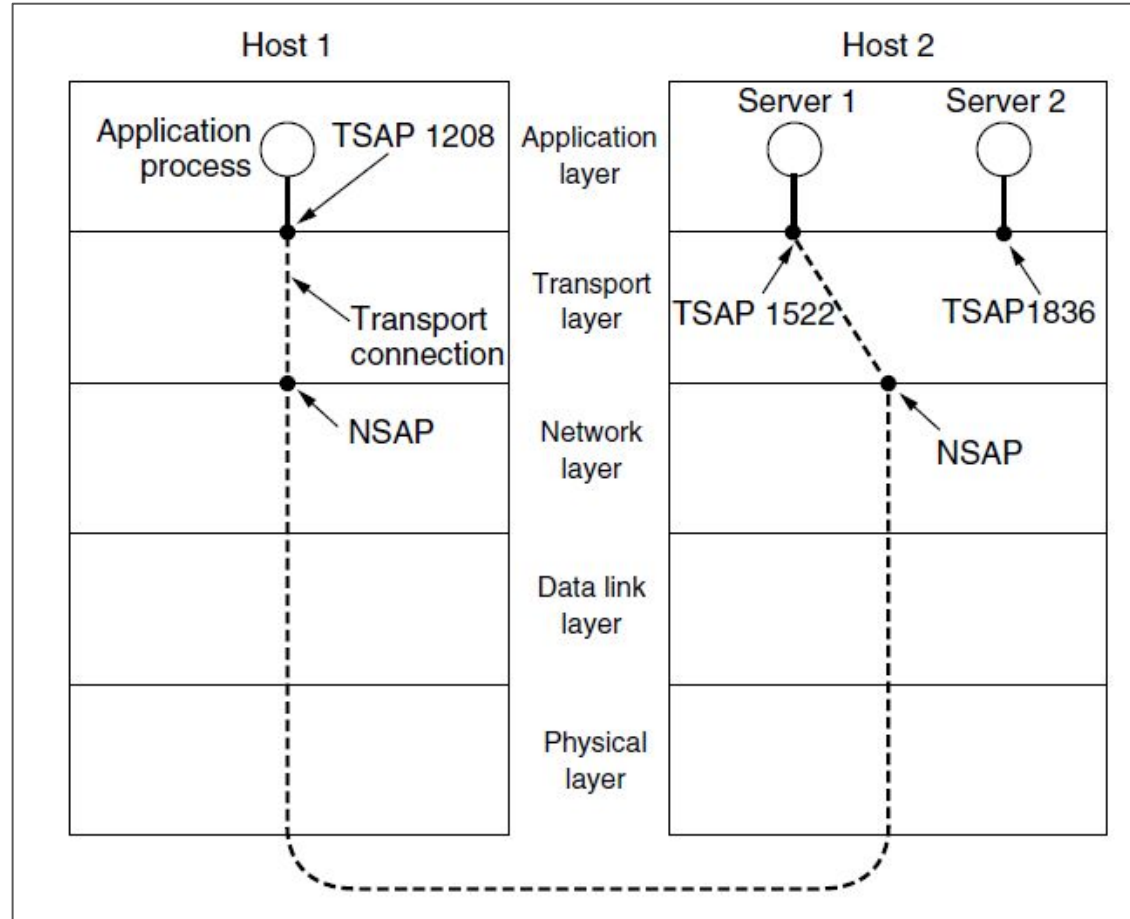 Host 1
Host 2
Application
process
TSAP 1208
Application
layer
Server 1
Server 2
Transport
connection
Transport
layer
TSAP 1522
TSAP1836
NSAP
Network
layer
NSAP
Data link
layer
Physical
layer